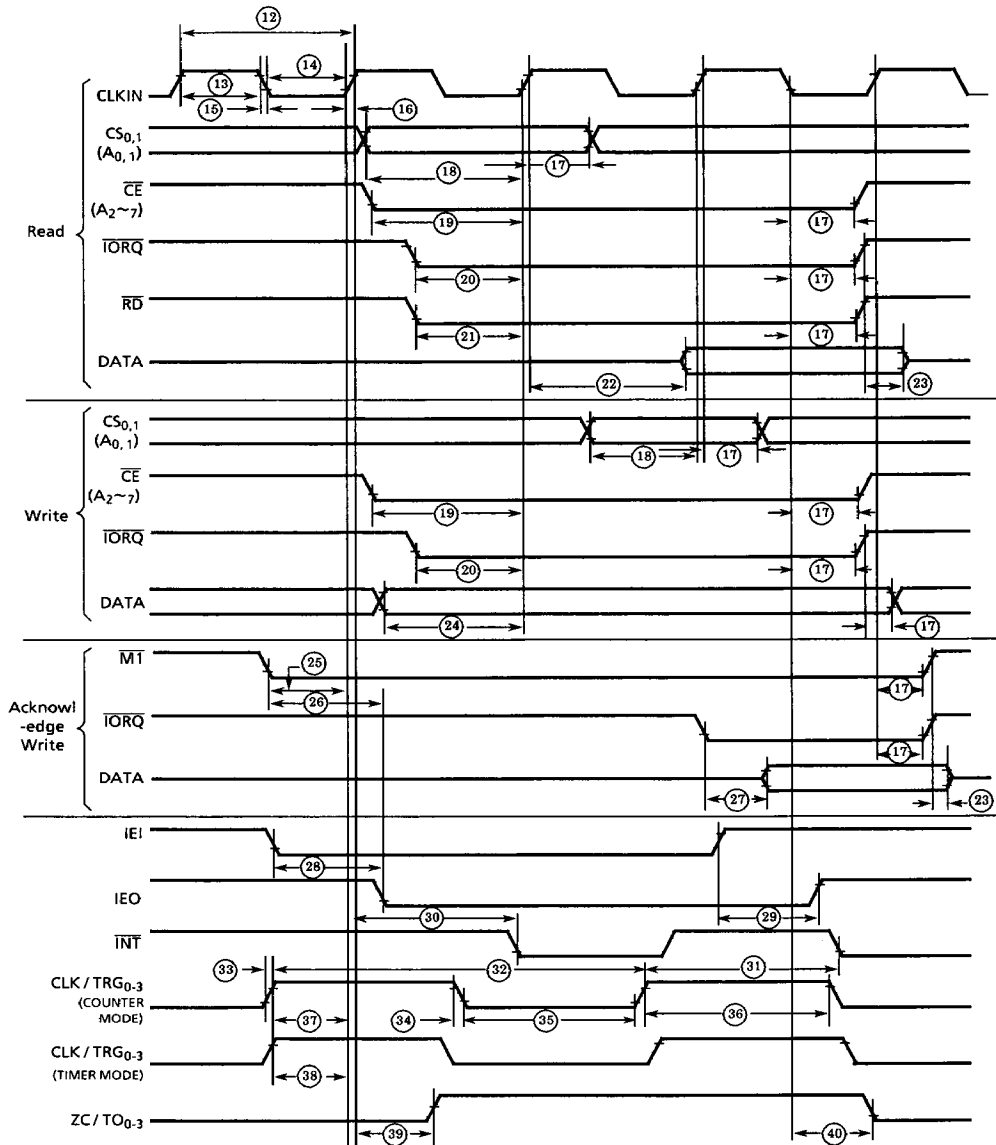 12
14
13
CLKIN
15
16
CS0,1
(A0,1)
17
18
CE
(A2~7)
19
17
Read
IORQ
20
17
RD
21
17
DATA
22
23
CS0,1
(A0,1)
18
17
CE
(A2~7)
19
17
Write
IORQ
20
17
DATA
24
17
M1
25
26
17
Acknowl
-edge
Write
IORQ
17
DATA
27
23
IEI
28
IEO
30
29
INT
33
32
31
CLK / TRG0-3
(COUNTER
MODE)
37
34
35
36
CLK / TRG0-3
(TIMER MODE)
38
ZC / TO0-3
39
40